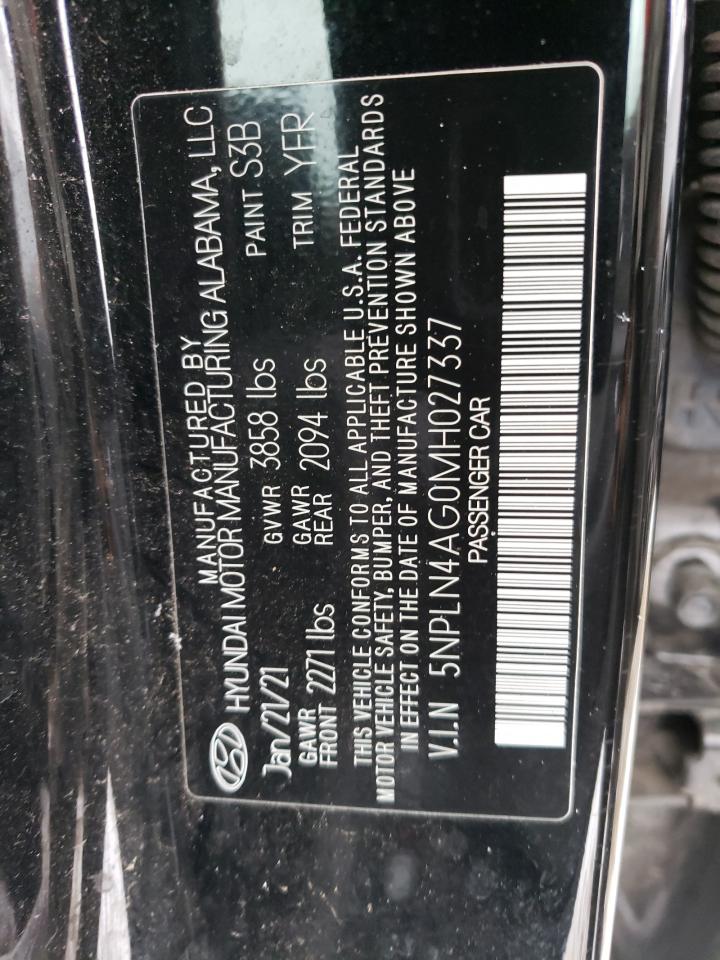 MANUFACTURED BY
HYUNDAI MOTOR MANUFACTURING ALABAMA, LLC
Jan/21/21 GVWR 3858 lbs PAINT S3B
GAWR FRONT 2271 lbs GAWR REAR 2094 lbs TRIM YFR
THIS VEHICLE CONFORMS TO ALL APPLICABLE U.S.A. FEDERAL
MOTOR VEHICLE SAFETY, BUMPER, AND THEFT PREVENTION STANDARDS
IN EFFECT ON THE DATE OF MANUFACTURE SHOWN ABOVE
V.I.N 5NPLN4AG0MH027337
PASSENGER CAR